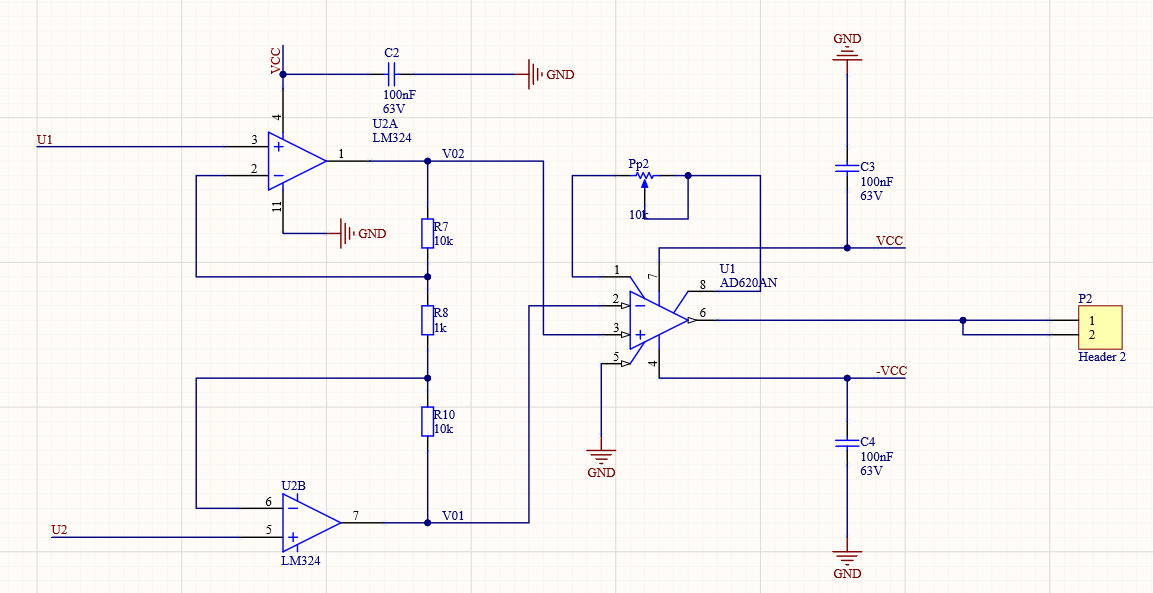 GND
VCC
C2
GND
100nF
63V
U2A
LM324
4
U1
3
2
1
V02
11
GND
Pp2
10k
C3
100nF
63V
R7
10k
VCC
1
7
U1
AD620AN
8
2
3
6
5
4
P2
1
2
Header 2
R8
1k
-VCC
R10
10k
C4
100nF
63V
GND
U2B
6
5
7
V01
U2
LM324
GND